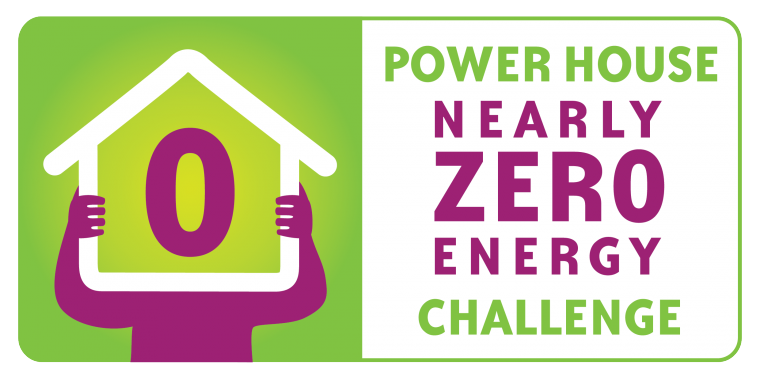 0
POWER HOUSE
NEARLY
ZERO
ENERGY
CHALLENGE